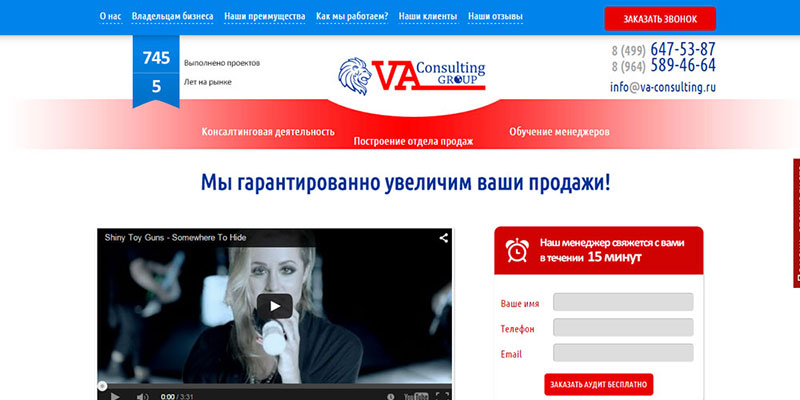 О нас Владельцам бизнеса Наши преимущества Как мы работаем? Наши клиенты Наши отзывы
ЗАКАЗАТЬ ЗВОНОК
745 Выполнено проектов
5 Лет на рынке
VA Consulting
GROUP
8 (499) 647-53-87
8 (964) 589-46-64
info@va-consulting.ru
Консалтинговая деятельность
Построение отдела продаж
Обучение менеджеров
Мы гарантированно увеличим ваши продажи!
Shiny Toy Guns - Somewhere To Hide
0:00 / 3:31
YouTube
Наш менеджер свяжется с вами
в течении 15 минут
Ваше имя
Телефон
Email
ЗАКАЗАТЬ АУДИТ БЕСПЛАТНО